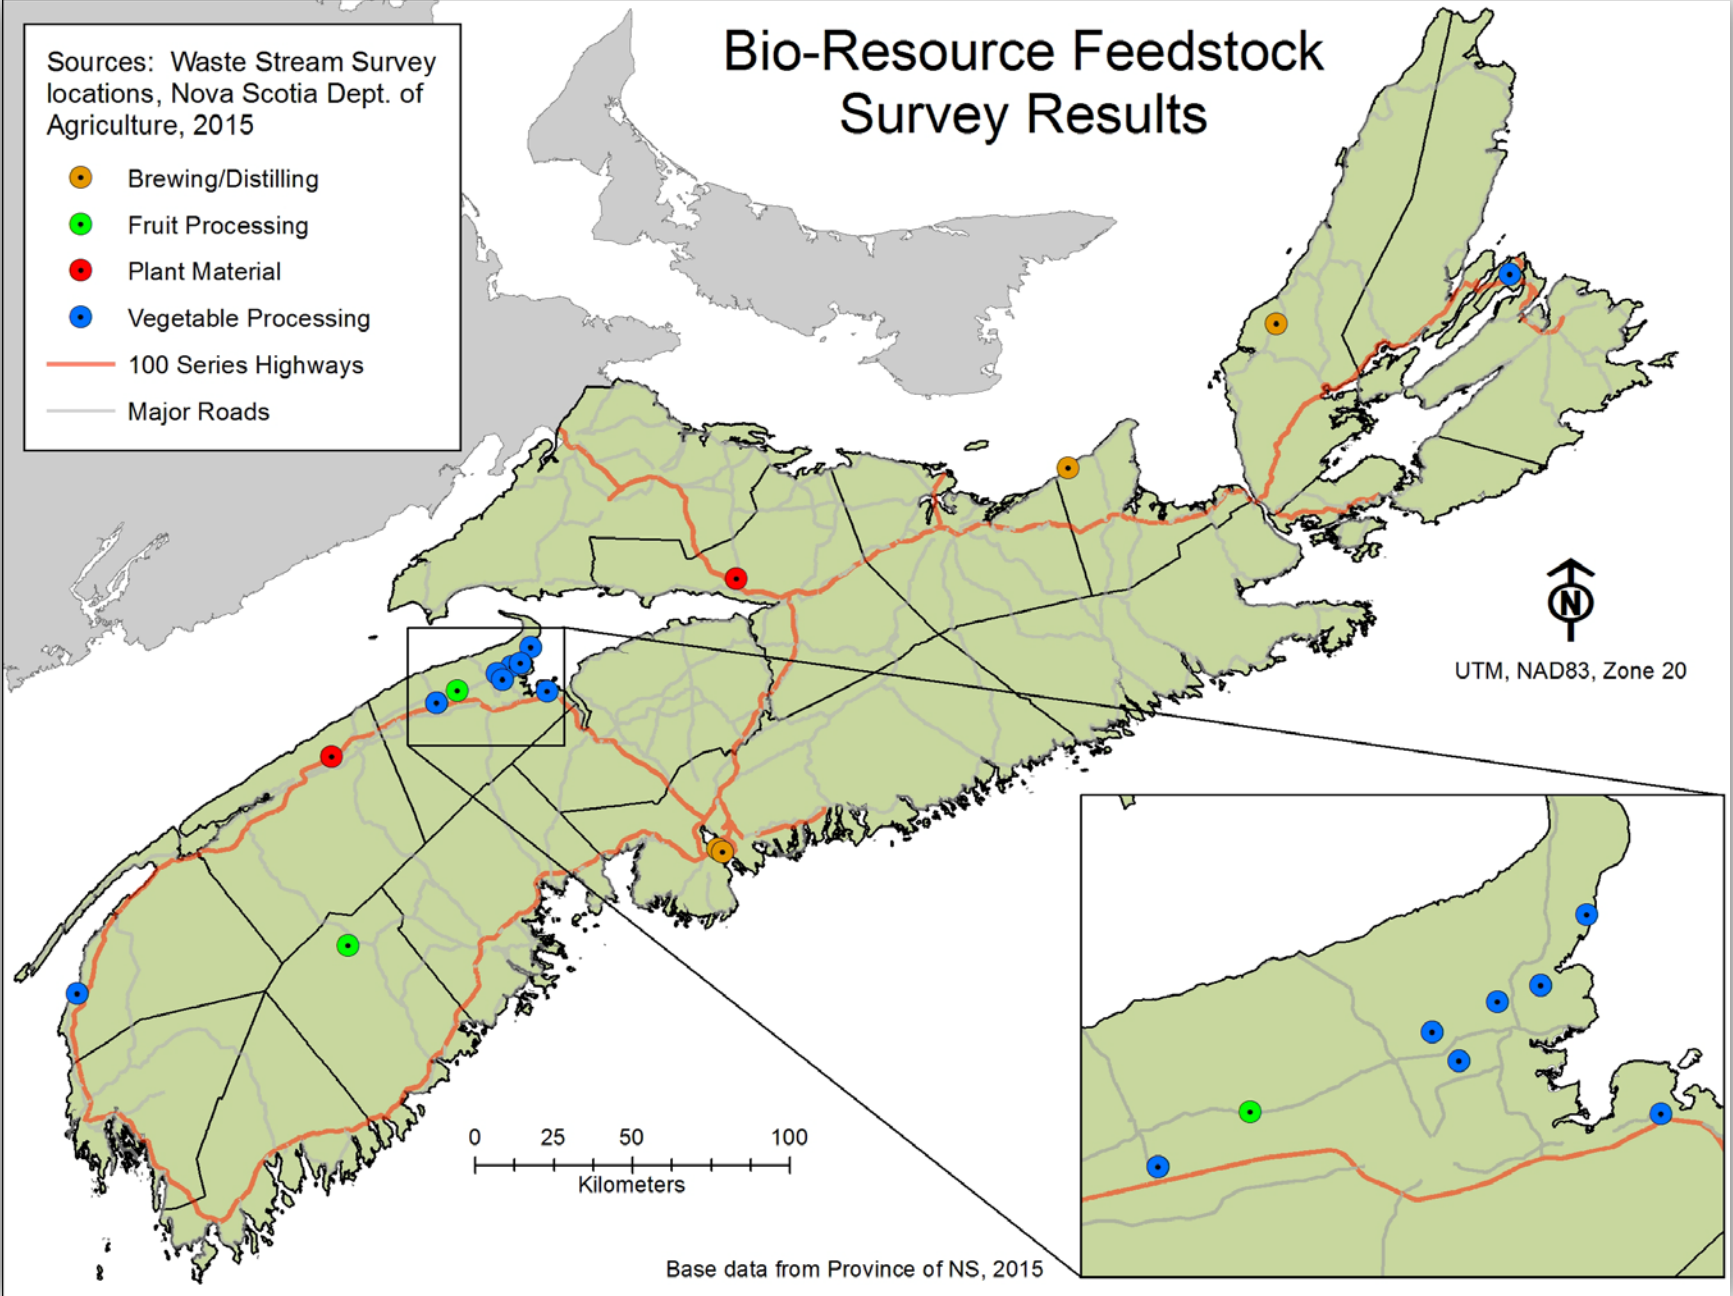 Bio-Resource Feedstock
Survey Results
Sources:  Waste Stream Survey
locations, Nova Scotia Dept. of
Agriculture, 2015
Brewing/Distilling
Fruit Processing
Plant Material
Vegetable Processing
100 Series Highways
Major Roads
N
UTM, NAD83, Zone 20
0 25 50 100
Kilometers
Base data from Province of NS, 2015